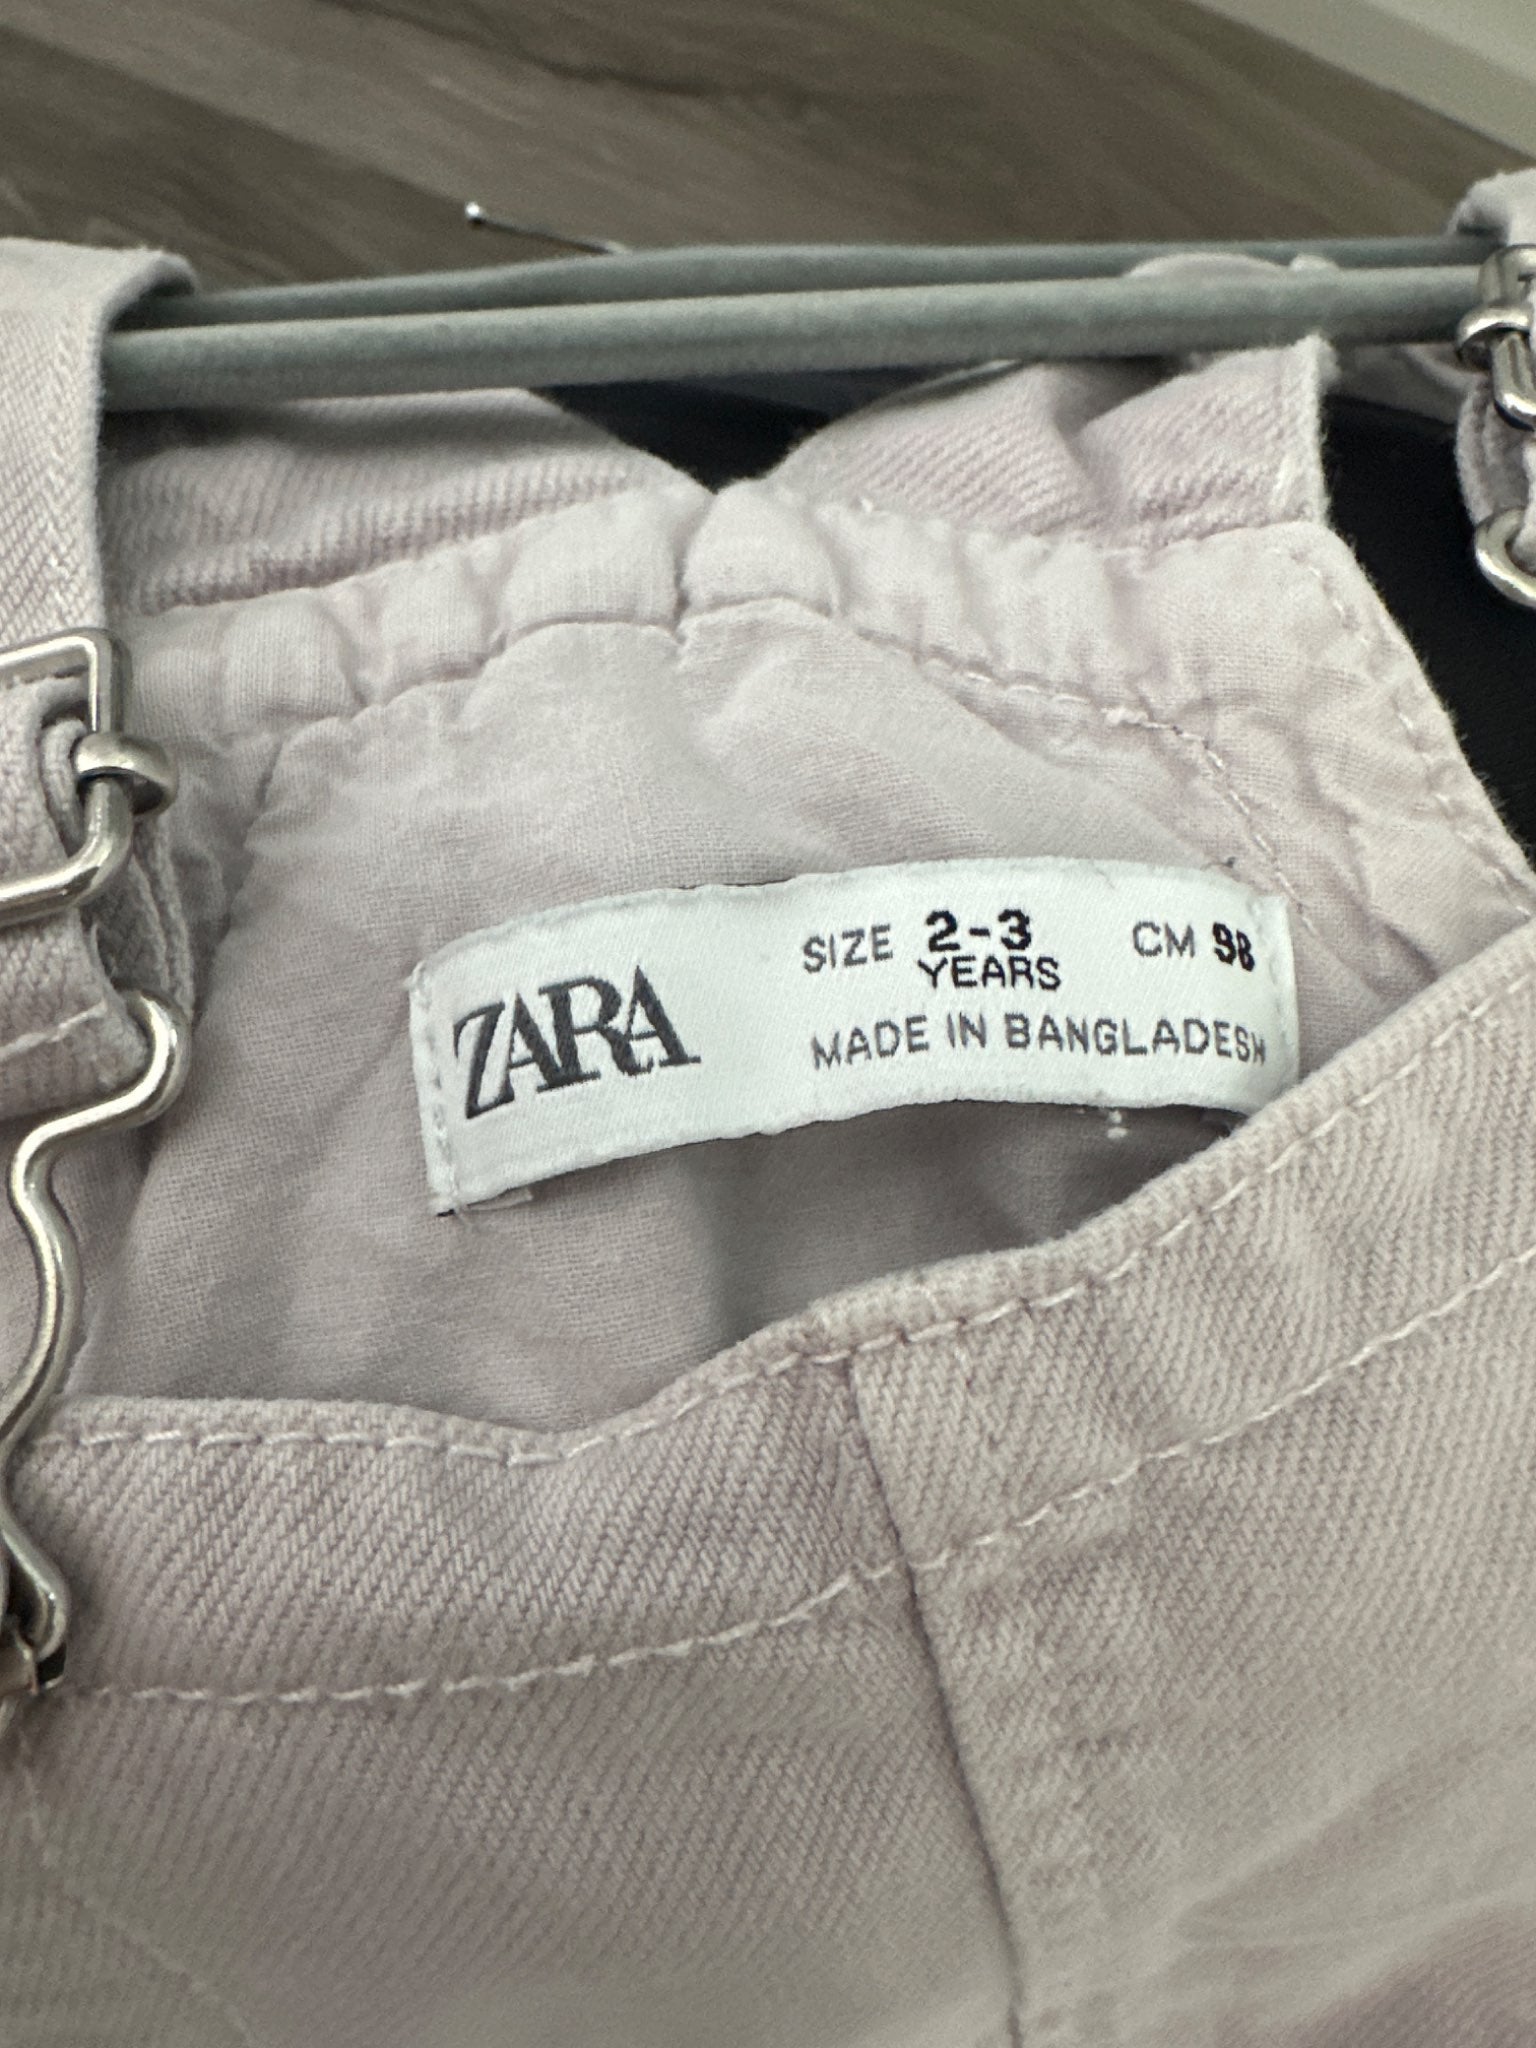 ZARA
SIZE 2-3 YEARS CM 98
MADE IN BANGLADESH